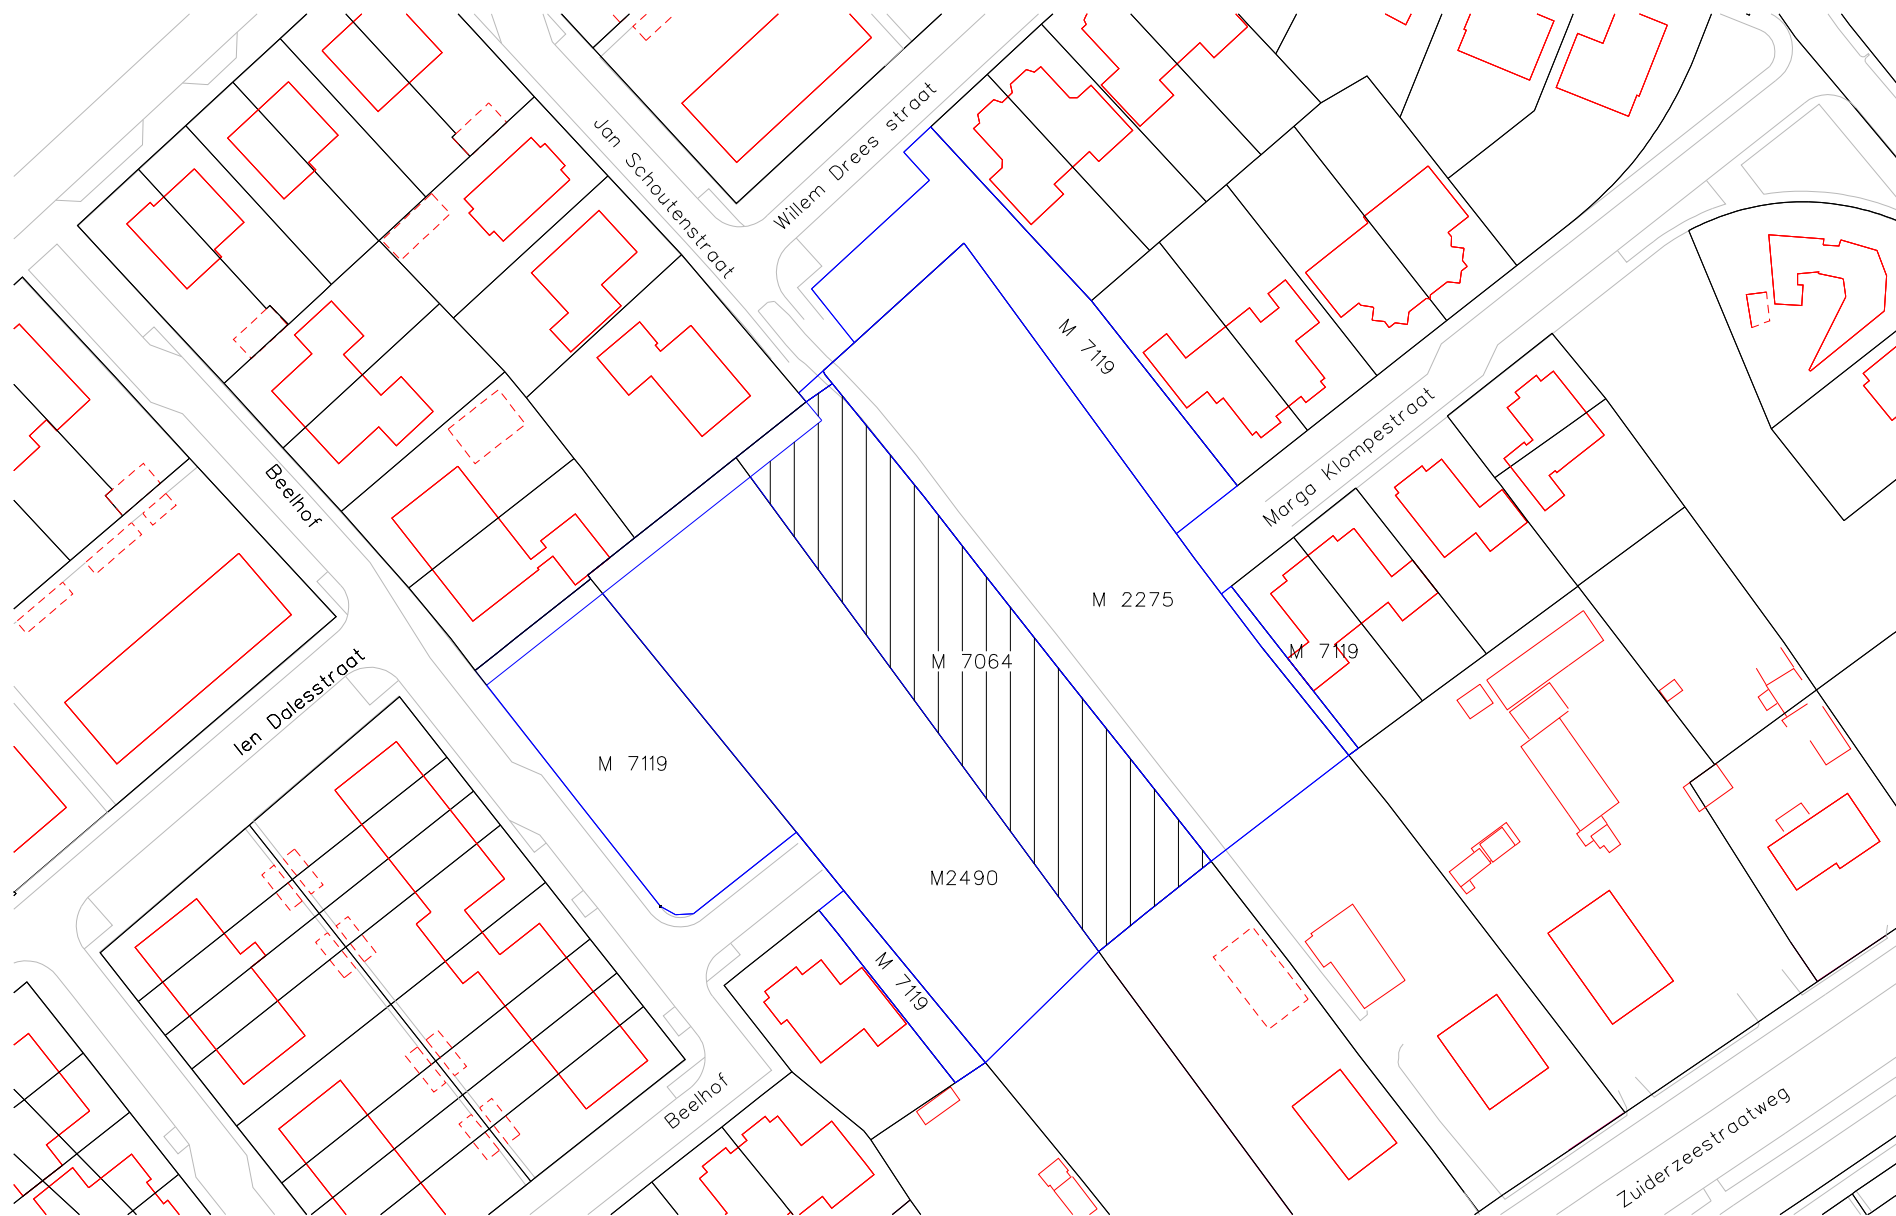 Jan Schoutenstraat
Willem Drees straat
M 7119
Marga Klompestraat
Beelhof
M 2275
M 7119
M 7064
Ien Dalesstraat
M 7119
M2490
M 7119
Beelhof
Zuiderzeestraatweg